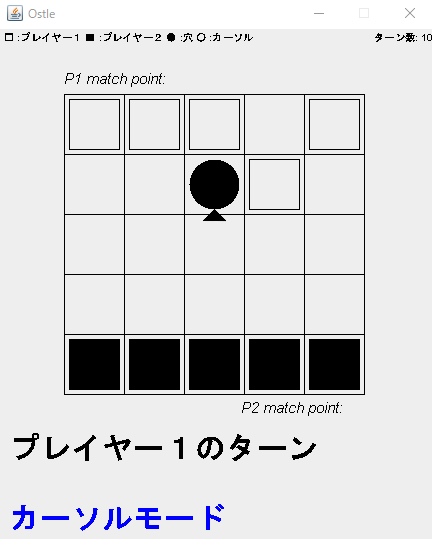 Ostle
□ :プレイヤー１ ■ :プレイヤー２ ● :穴 ○ :カーソル ターン数: 10
P1 match point:
P2 match point:
プレイヤー１のターン
カーソルモード